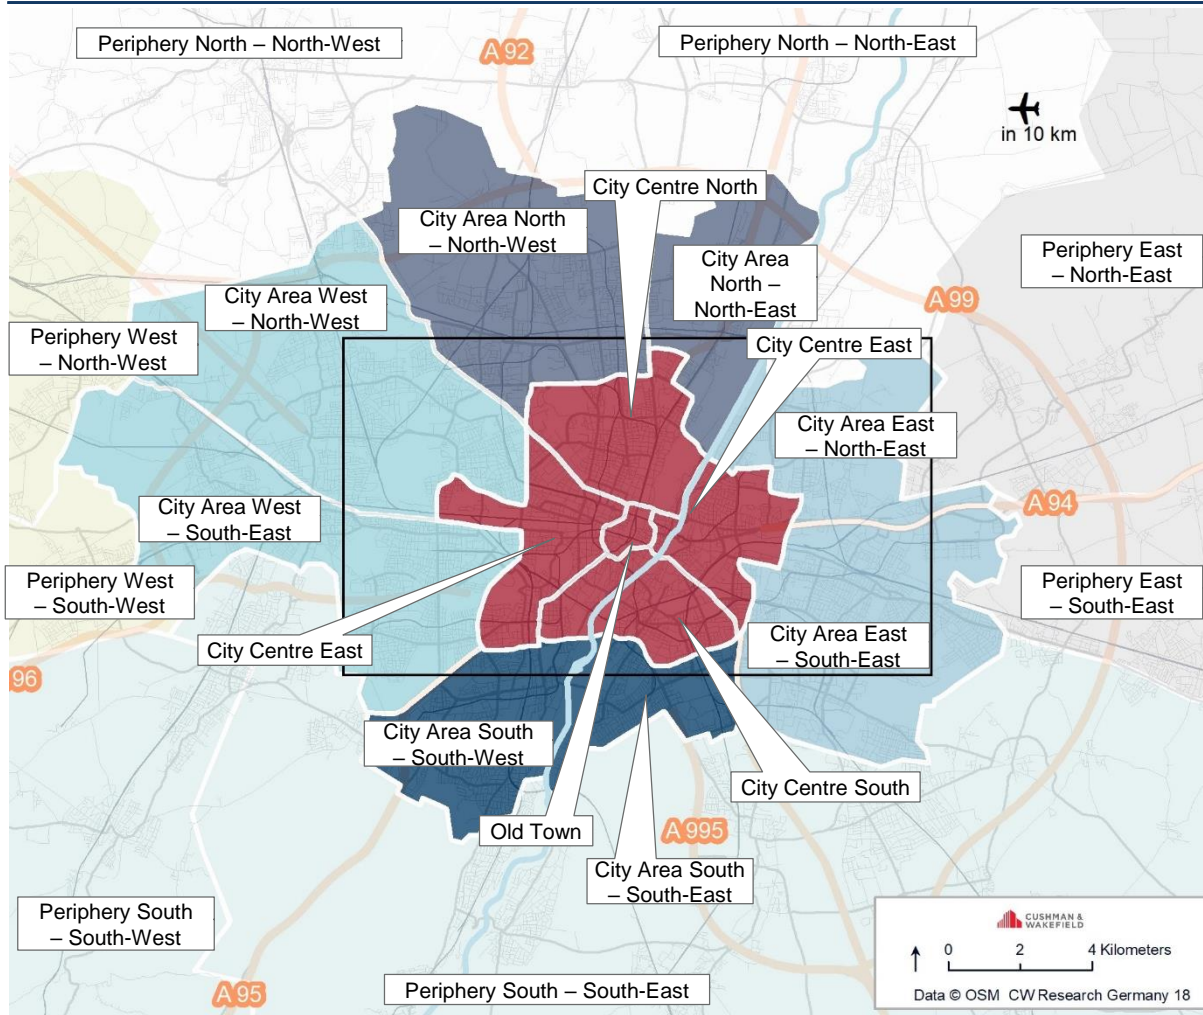 Periphery North – North-West
Periphery North – North-East
A 92
in 10 km
City Centre North
City Area North
– North-West
City Area
North –
North-East
Periphery East
– North-East
City Area West
– North-West
A 99
Periphery West
– North-West
City Centre East
City Area East
– North-East
City Area West
– South-East
A 94
Periphery West
– South-West
Periphery East
– South-East
City Centre East
City Area East
– South-East
96
City Area South
– South-West
City Centre South
Old Town
A 995
City Area South
– South-East
Periphery South
– South-West
A 95
Periphery South – South-East
CUSHMAN &
WAKEFIELD
0 2 4 Kilometers
Data © OSM CW Research Germany 18